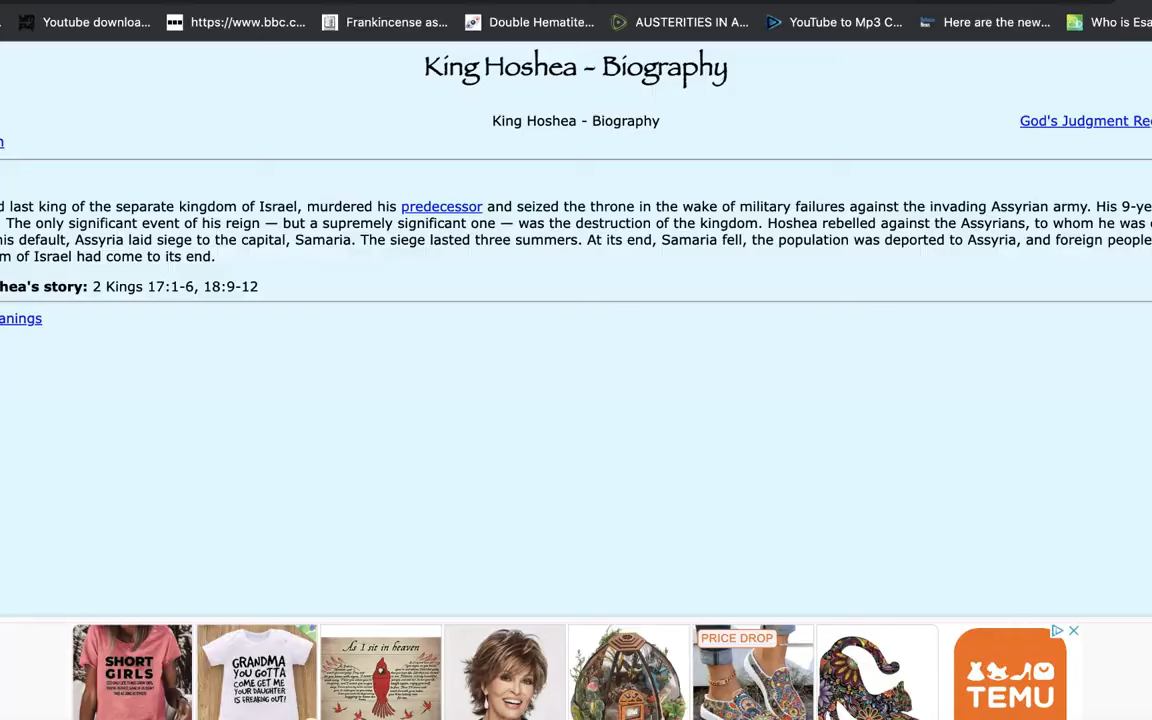 Youtube downloa... https://www.bbc.c... Frankincense as... Double Hematite... AUSTERITIES IN A... YouTube to Mp3 C... Here are the new... Who is Esa
King Hoshea - Biography
King Hoshea - Biography God's Judgment Re
last king of the separate kingdom of Israel, murdered his predecessor and seized the throne in the wake of military failures against the invading Assyrian army. His 9-ye
The only significant event of his reign — but a supremely significant one — was the destruction of the kingdom. Hoshea rebelled against the Assyrians, to whom he was
his default, Assyria laid siege to the capital, Samaria. The siege lasted three summers. At its end, Samaria fell, the population was deported to Assyria, and foreign people
m of Israel had come to its end.
hea's story: 2 Kings 17:1-6, 18:9-12
anings
PRICE DROP
As I sit in heaven
SHORT
GIRLS
GRANDMA
YOU GOTTA
COME GET ME
YOUR DAUGHTER
IS FREAKING OUT!
TEMU